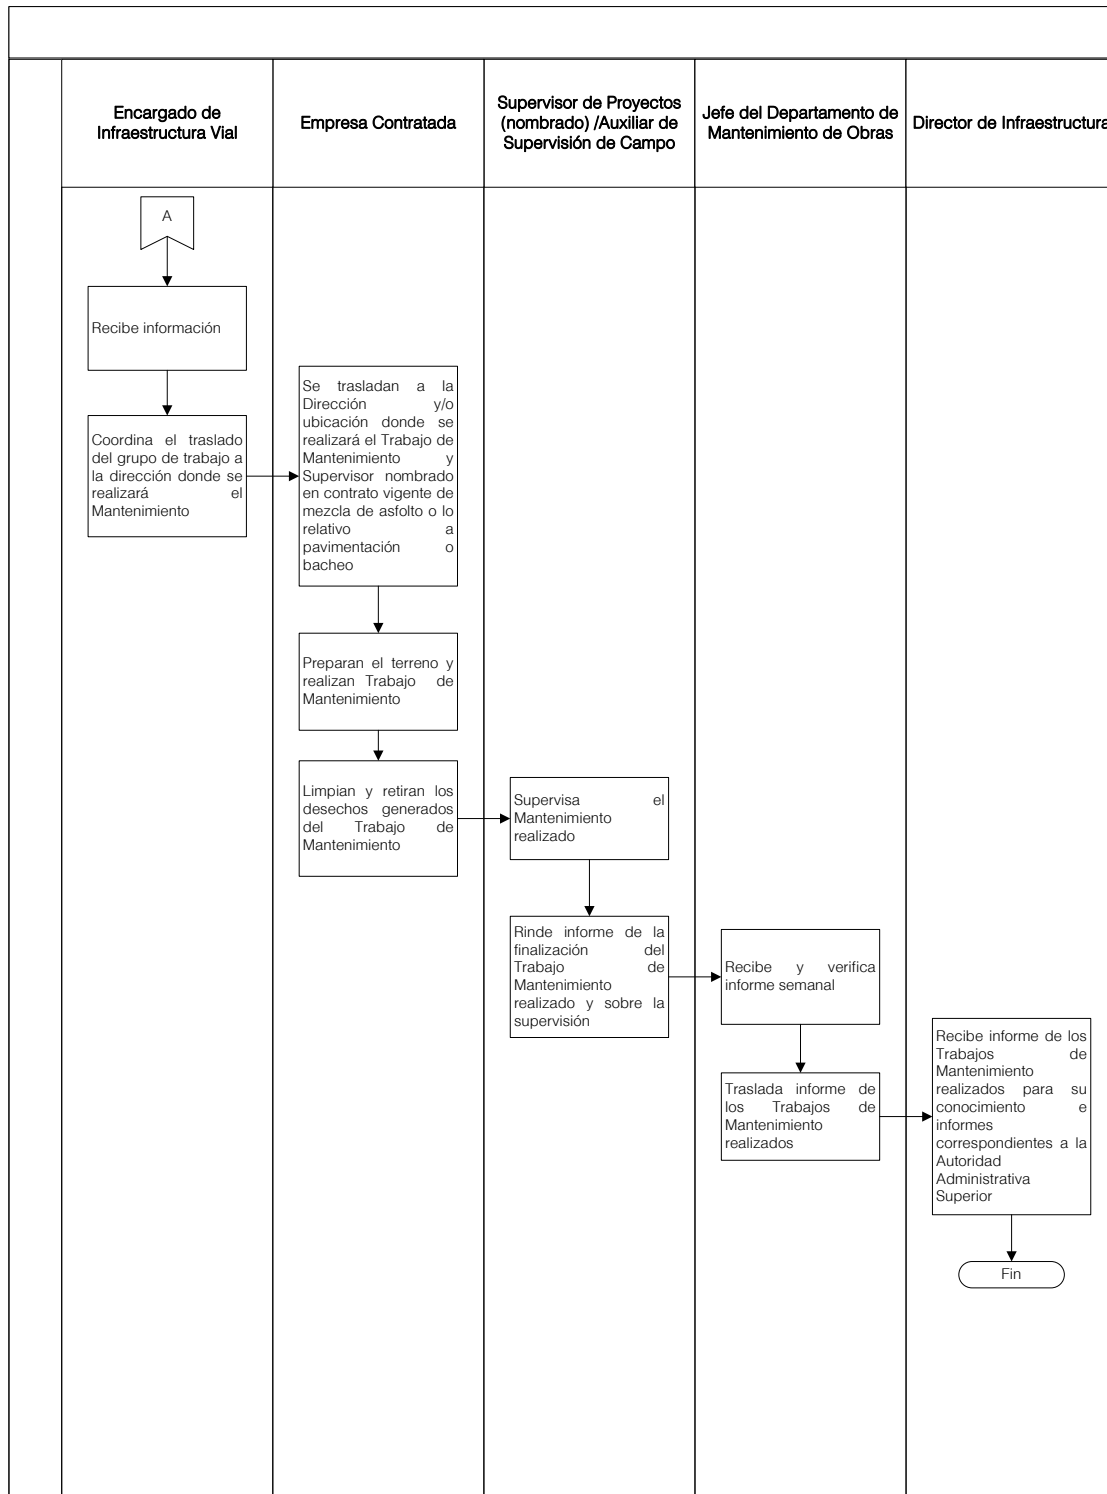 Encargado de
Infraestructura Vial
Empresa Contratada
Supervisor de Proyectos
(nombrado) /Auxiliar de
Supervisión de Campo
Jefe del Departamento de
Mantenimiento de Obras
Director de Infraestructura
A
Recibe información
Coordina el traslado
del grupo de trabajo a
la dirección donde se
realizará el
Mantenimiento
Se trasladan a la
Dirección y/o
ubicación donde se
realizará el Trabajo de
Mantenimiento y
Supervisor nombrado
en contrato vigente de
mezcla de asfolto o lo
relativo a
pavimentación o
bacheo
Preparan el terreno y
realizan Trabajo de
Mantenimiento
Limpian y retiran los
desechos generados
del Trabajo de
Mantenimiento
Supervisa el
Mantenimiento
realizado
Rinde informe de la
finalización del
Trabajo de
Mantenimiento
realizado y sobre la
supervisión
Recibe y verifica
informe semanal
Traslada informe de
los Trabajos de
Mantenimiento
realizados
Recibe informe de los
Trabajos de
Mantenimiento
realizados para su
conocimiento e
informes
correspondientes a la
Autoridad
Administrativa
Superior
Fin